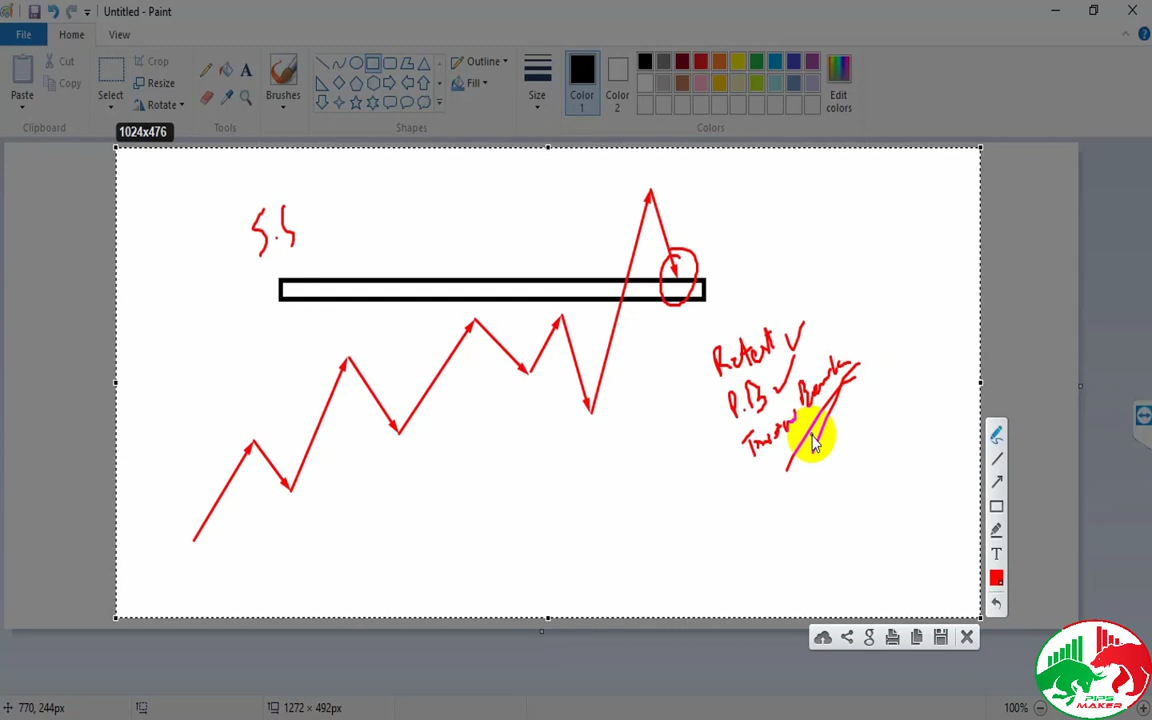 Untitled - Paint
File Home View
Paste
Cut
Copy
Clipboard
Select
Crop
Resize
Rotate
Image
Tools
Brushes
Outline
Fill
Shapes
Size
Color 1
Color 2
Edit colors
Colors
1024x476
S.S
Retest
P.B
770, 244px
1272 × 492px
100%
PIPS
MAKER